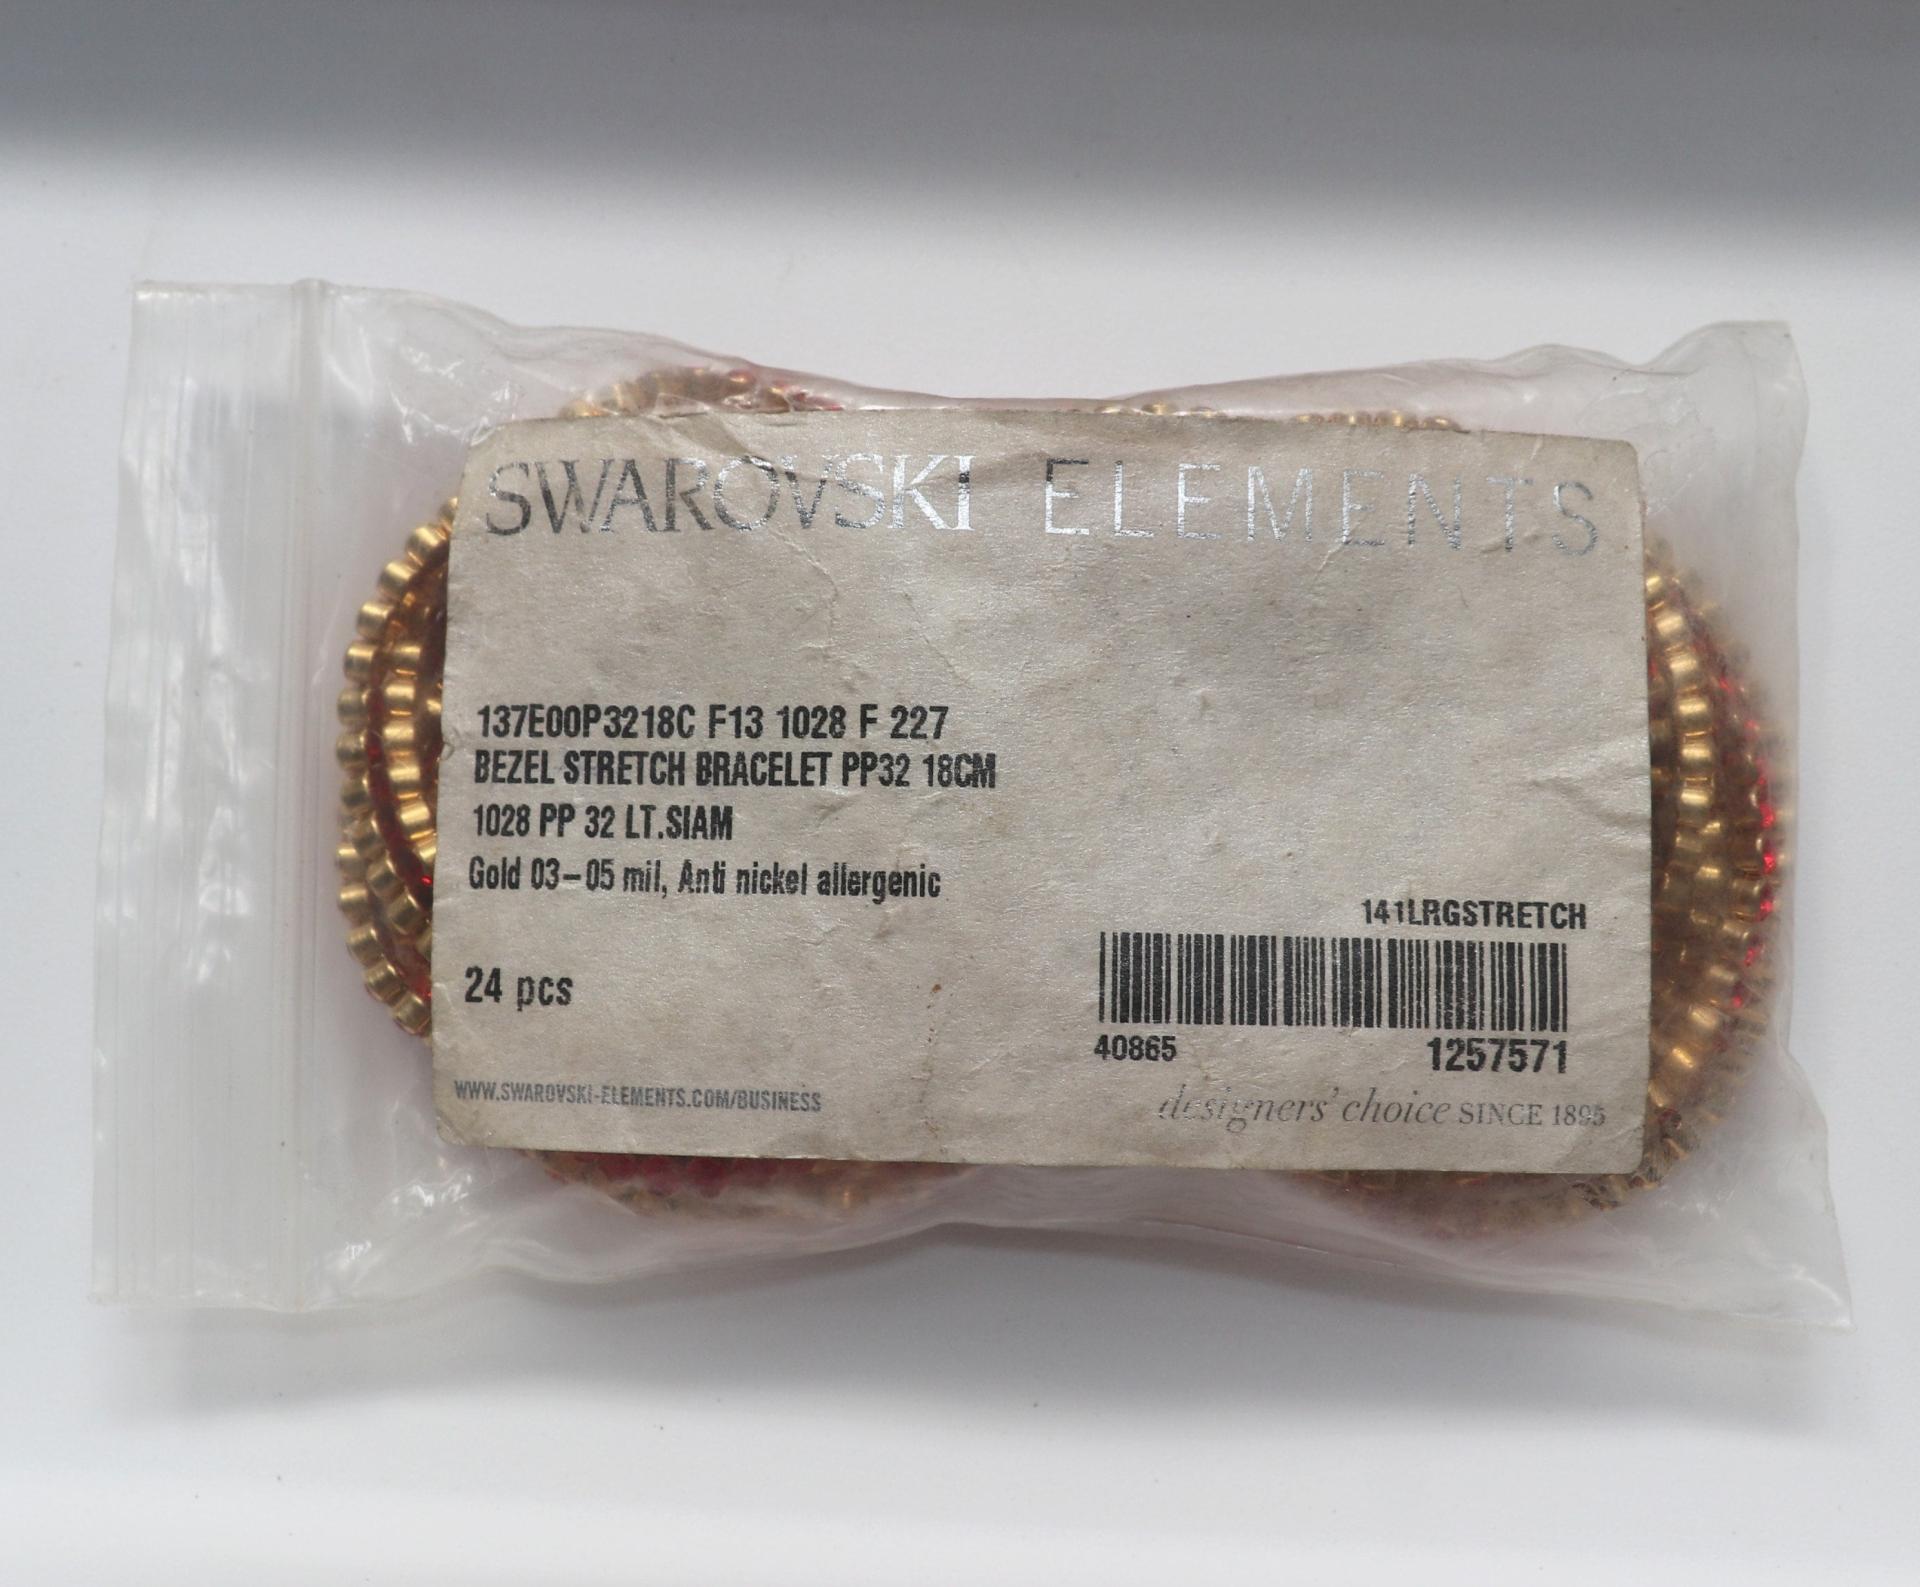 SWAROVSKI ELEMENTS
137E00P3218C F13 1028 F 227
BEZEL STRETCH BRACELET PP32 18CM
1028 PP 32 LT.SIAM
Gold 03-05 mil, Anti nickel allergenic
141LRGSTRETCH
24 pcs
40865 1257571
WWW.SWAROVSKI-ELEMENTS.COM/BUSINESS
designers' choice SINCE 1895